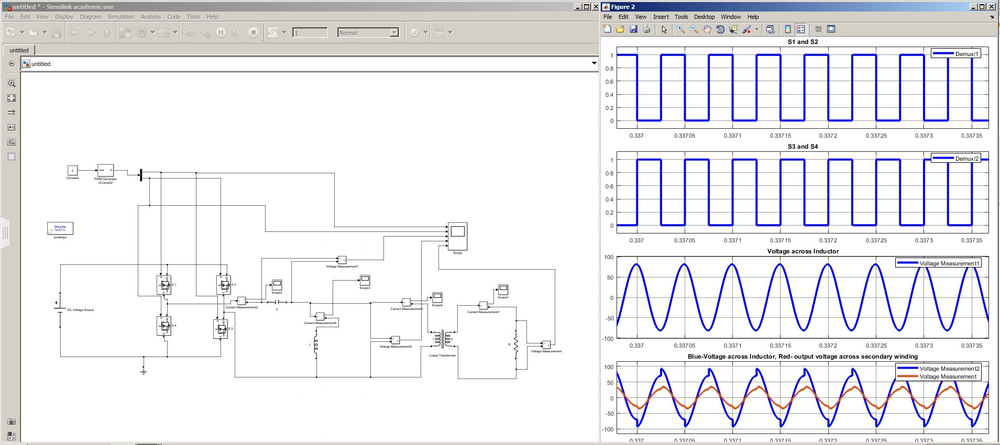 untitled * - Simulink academic use
File Edit View Display Diagram Simulation Analysis Code Tools Help
1
Normal
untitled
untitled
0
Constant
Uref P
PWM Generator
(2-Level)2
Discrete
1e-07 s.
powergui
Scope
Voltage Measurement1
S 1
S 3
Scope2
Scope3
Current Measurement2
C
Scope4
Scope1
Current Measurement3
Current Measurement1
DC Voltage Source
S 4
S 2
Current Measurement4
L
Voltage Measurement2
1
2
Linear Transformer
R
Voltage Measurement
Figure 2
File Edit View Insert Tools Desktop Window Help
S1 and S2
Demux/1
1
0.8
0.6
0.4
0.2
0
0.337 0.33705 0.3371 0.33715 0.3372 0.33725 0.3373 0.33735
S3 and S4
Demux/2
1
0.8
0.6
0.4
0.2
0
0.337 0.33705 0.3371 0.33715 0.3372 0.33725 0.3373 0.33735
Voltage across Inductor
Voltage Measurement1
100
50
0
-50
-100
0.337 0.33705 0.3371 0.33715 0.3372 0.33725 0.3373 0.33735
Blue-Voltage across Inductor, Red- output voltage across secondary winding
Voltage Measurement2
Voltage Measurement
100
50
0
-50
-100
0.337 0.33705 0.3371 0.33715 0.3372 0.33725 0.3373 0.33735